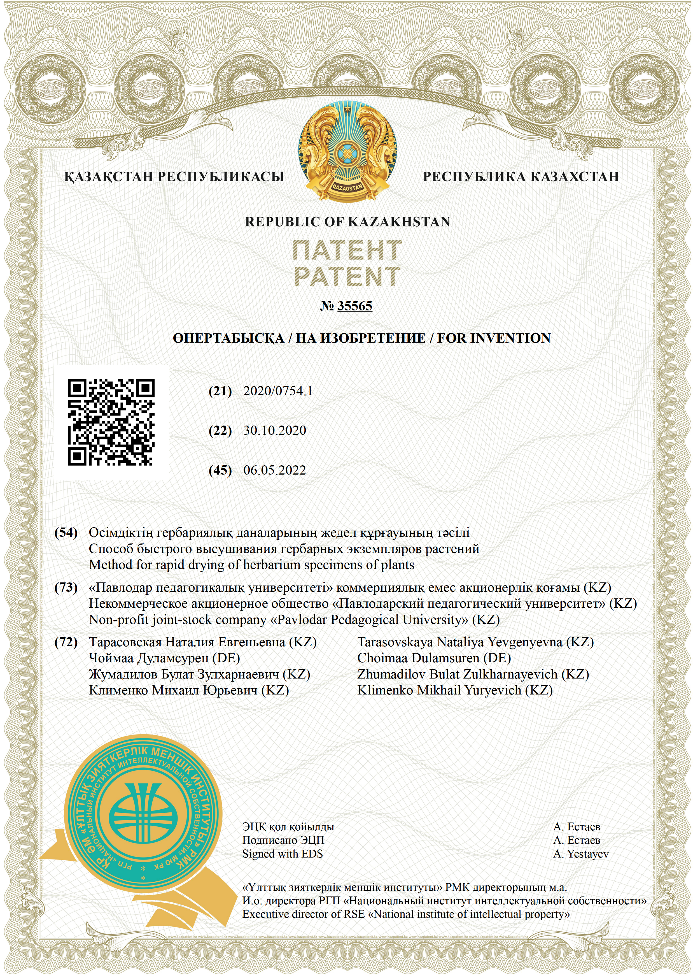 ҚАЗАҚСТАН РЕСПУБЛИКАСЫ
РЕСПУБЛИКА КАЗАХСТАН
QAZAQSTAN
REPUBLIC OF KAZAKHSTAN
ПАТЕНТ
PATENT
№ 35565
ӨНЕРТАБЫСҚА / НА ИЗОБРЕТЕНИЕ / FOR INVENTION
(21) 2020/0754.1
(22) 30.10.2020
(45) 06.05.2022
(54) Өсімдіктің гербариялық даналарының жедел құрғауының тәсілі
Способ быстрого высушивания гербарных экземпляров растений
Method for rapid drying of herbarium specimens of plants
(73) «Павлодар педагогикалық университеті» коммерциялық емес акционерлік қоғамы (KZ)
Некоммерческое акционерное общество «Павлодарский педагогический университет» (KZ)
Non-profit joint-stock company «Pavlodar Pedagogical University» (KZ)
(72) Тарасовская Наталия Евгеньевна (KZ) Tarasovskaya Nataliya Yevgenyevna (KZ)
Чоймаа Дуламсурен (DE) Choimaa Dulamsuren (DE)
Жумадилов Булат Зулхарнаевич (KZ) Zhumadilov Bulat Zulkharnayevich (KZ)
Клименко Михаил Юрьевич (KZ) Klimenko Mikhail Yuryevich (KZ)
ҚР ӘМ «ҰЛТТЫҚ ЗИЯТКЕРЛІК МЕНШІК ИНСТИТУТЫ» РМК
РГП «НАЦИОНАЛЬНЫЙ ИНСТИТУТ ИНТЕЛЛЕКТУАЛЬНОЙ СОБСТВЕННОСТИ» МЮ РК
ЭЦҚ қол қойылды А. Естаев
Подписано ЭЦП А. Естаев
Signed with EDS A. Yestayev
«Ұлттық зияткерлік меншік институты» РМК директорының м.а.
И.о. директора РГП «Национальный институт интеллектуальной собственности»
Executive director of RSE «National institute of intellectual property»